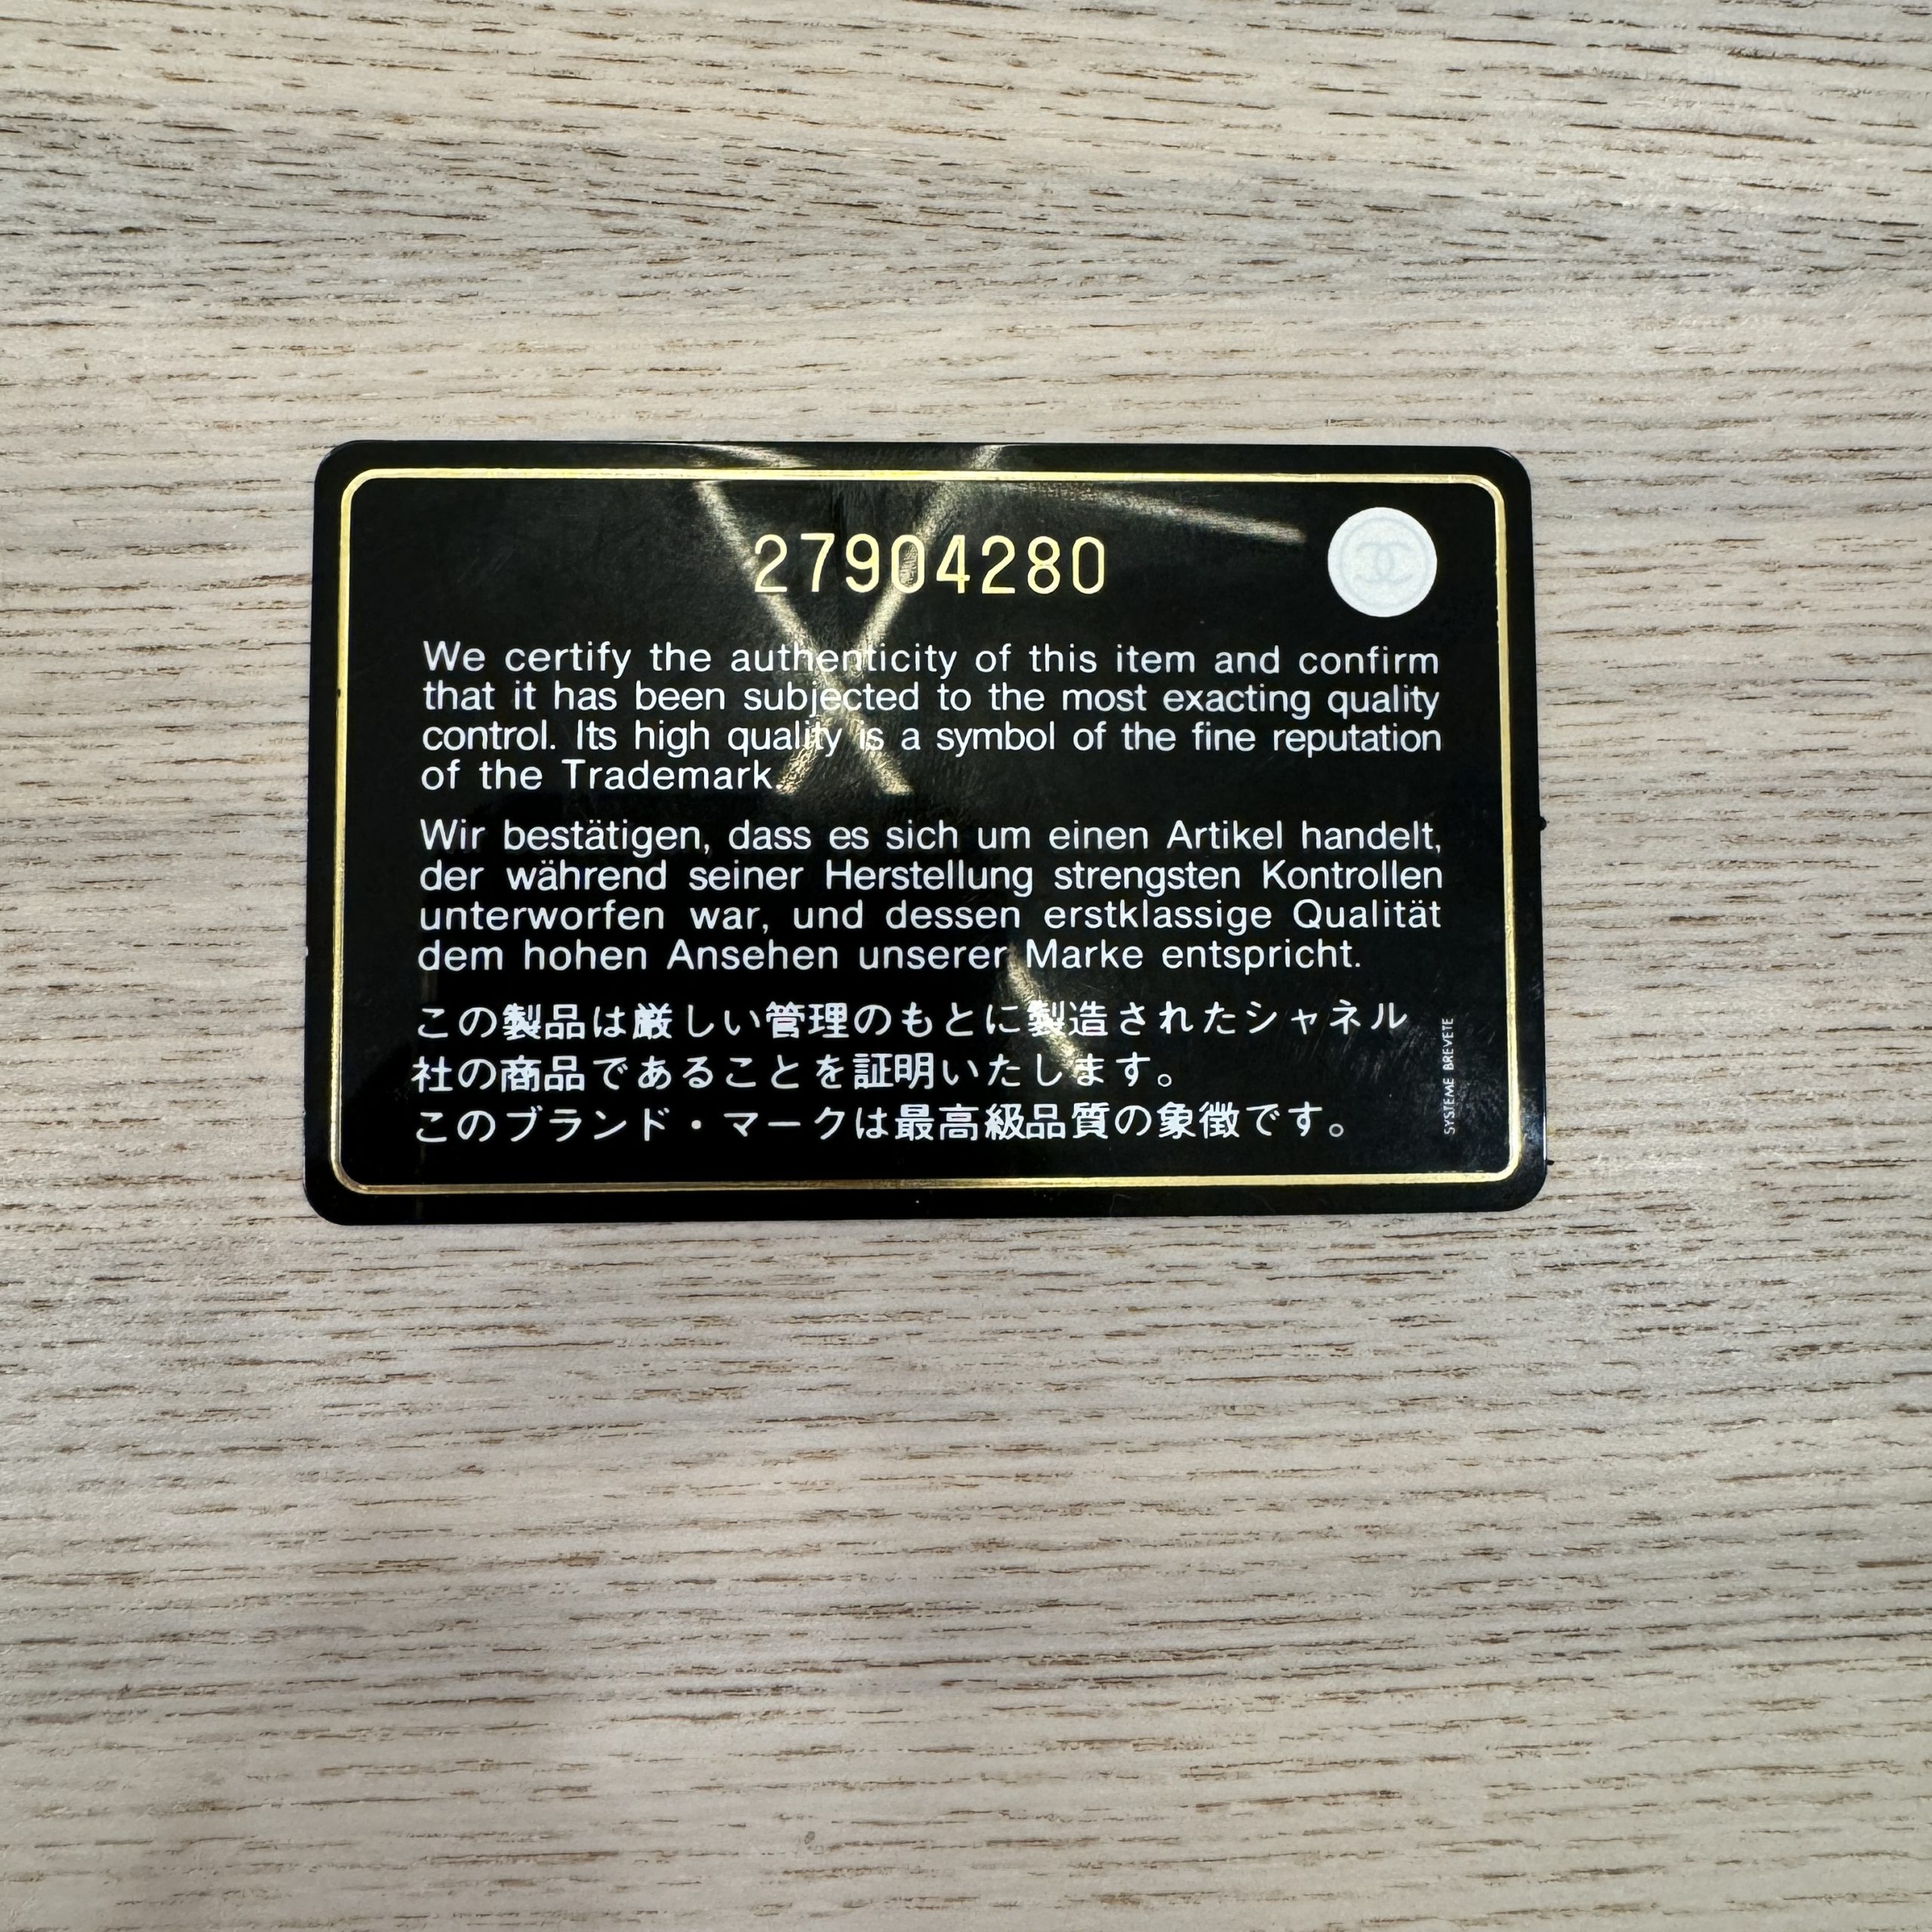 27904280
We certify the authenticity of this item and confirm
that it has been subjected to the most exacting quality
control. Its high quality is a symbol of the fine reputation
of the Trademark.
Wir bestätigen, dass es sich um einen Artikel handelt,
der während seiner Herstellung strengsten Kontrollen
unterworfen war, und dessen erstklassige Qualität
dem hohen Ansehen unserer Marke entspricht.
この製品は厳しい管理のもとに製造されたシャネル
社の商品であることを証明いたします。
このブランド・マークは最高級品質の象徴です。
SYSTEME BREVETE